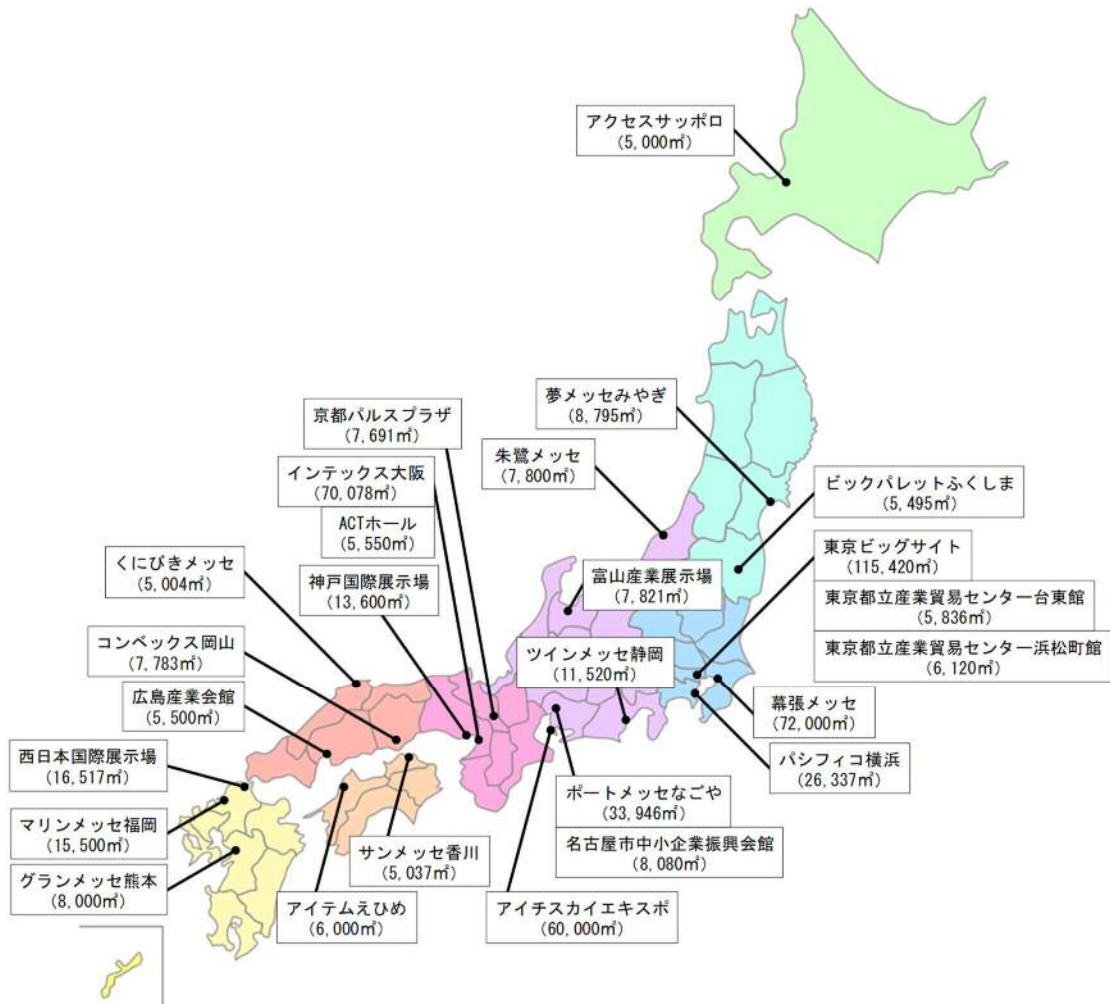 アクセスサッポロ
(5,000㎡)
夢メッセみやぎ
(8,795㎡)
京都パルスプラザ
(7,691㎡)
朱鷺メッセ
(7,800㎡)
インテックス大阪
(70,078㎡)
ビックパレットふくしま
(5,495㎡)
ACTホール
(5,550㎡)
東京ビッグサイト
(115,420㎡)
くにびきメッセ
(5,004㎡)
神戸国際展示場
(13,600㎡)
富山産業展示場
(7,821㎡)
東京都立産業貿易センター台東館
(5,836㎡)
コンベックス岡山
(7,783㎡)
ツインメッセ静岡
(11,520㎡)
東京都立産業貿易センター浜松町館
(6,120㎡)
広島産業会館
(5,500㎡)
幕張メッセ
(72,000㎡)
西日本国際展示場
(16,517㎡)
パシフィコ横浜
(26,337㎡)
マリンメッセ福岡
(15,500㎡)
ポートメッセなごや
(33,946㎡)
サンメッセ香川
(5,037㎡)
名古屋市中小企業振興会館
(8,080㎡)
グランメッセ熊本
(8,000㎡)
アイテムえひめ
(6,000㎡)
アイチスカイエキスポ
(60,000㎡)